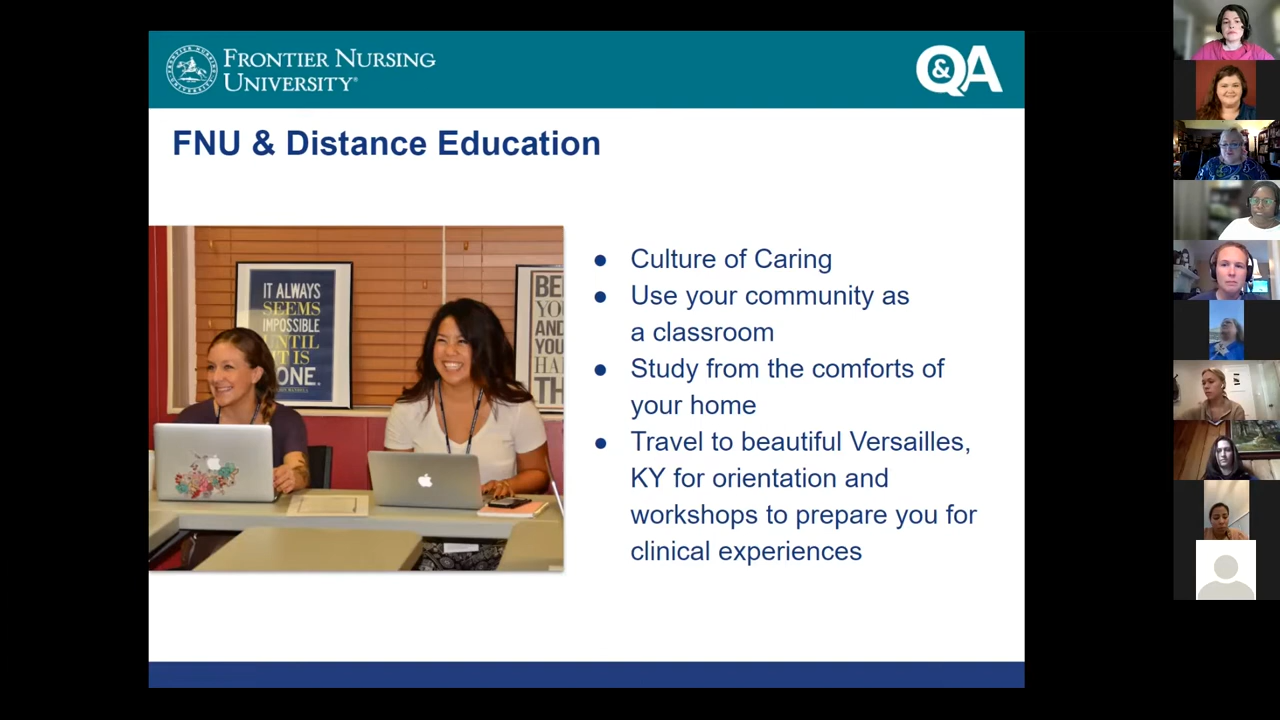 FRONTIER NURSING
UNIVERSITY®
Q&A
FNU & Distance Education
IT ALWAYS
SEEMS
IMPOSSIBLE
UNTIL
IT IS
DONE.
● Culture of Caring
● Use your community as
a classroom
● Study from the comforts of
your home
● Travel to beautiful Versailles,
KY for orientation and
workshops to prepare you for
clinical experiences